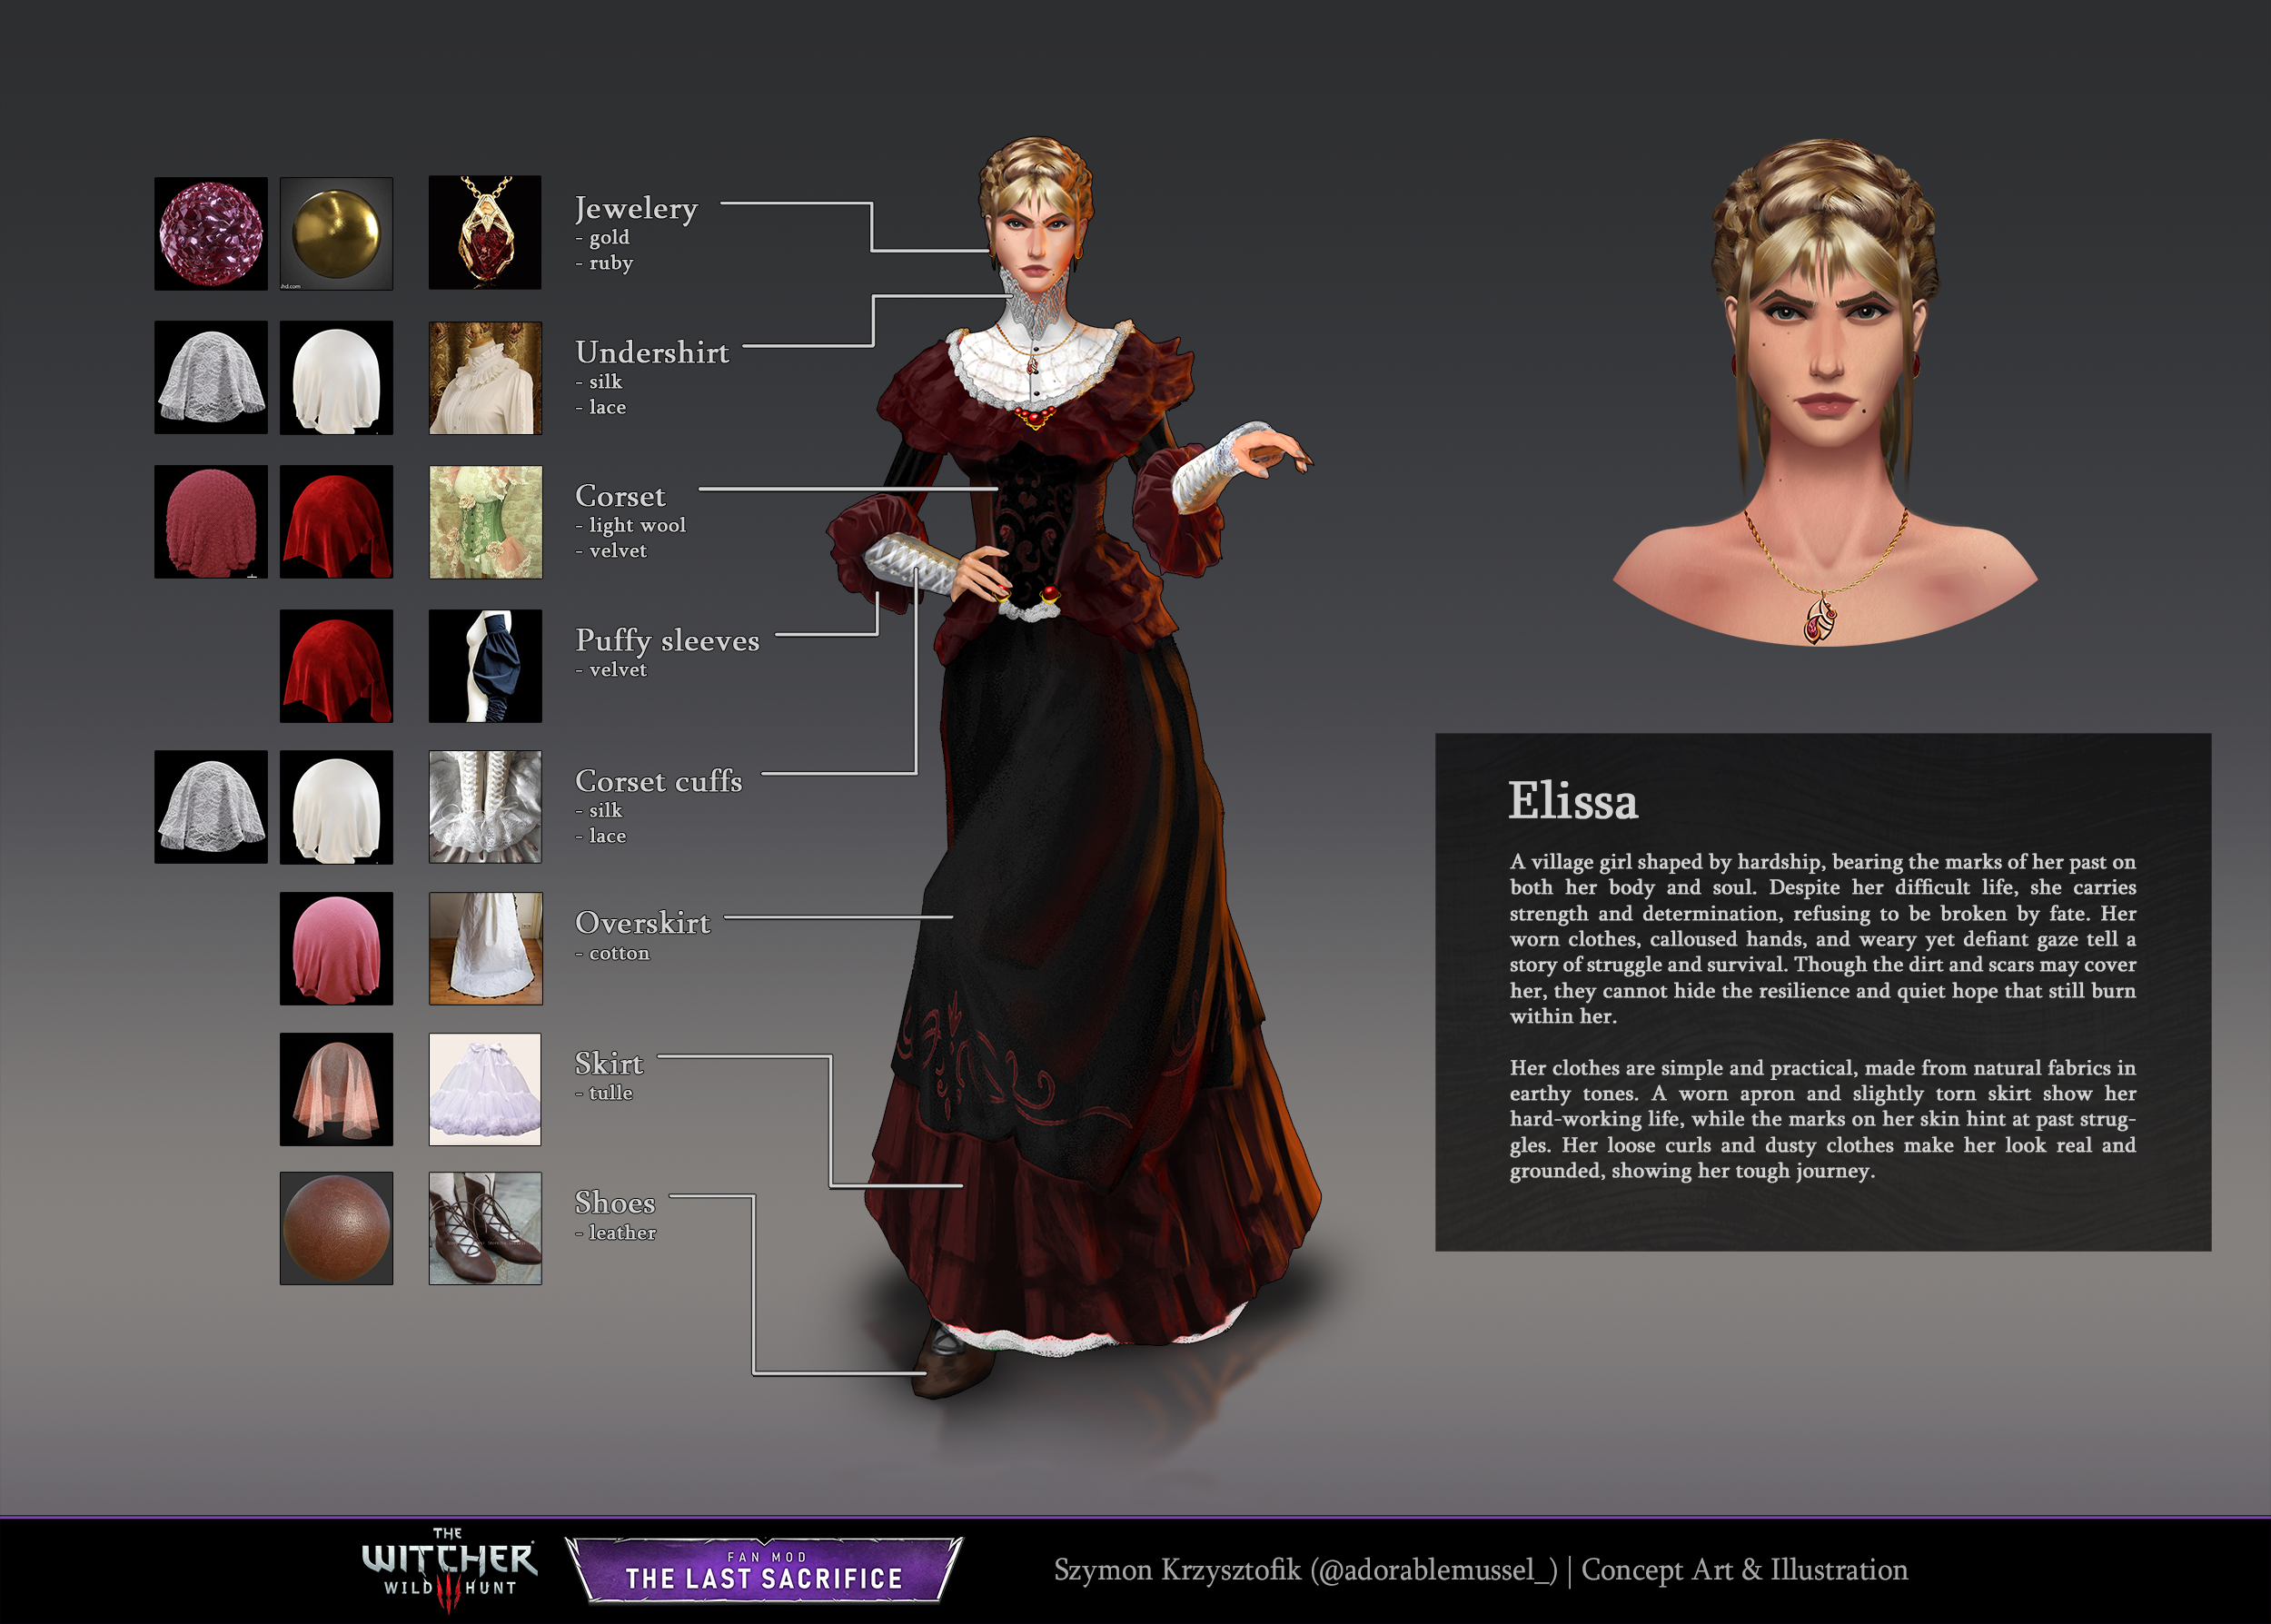 Jewelery
- gold
- ruby
hd.com
Undershirt
- silk
- lace
Corset
- light wool
- velvet
Puffy sleeves
- velvet
Corset cuffs
- silk
- lace
Overskirt
- cotton
Skirt
- tulle
Shoes
- leather
Elissa
A village girl shaped by hardship, bearing the marks of her past on
both her body and soul. Despite her difficult life, she carries
strength and determination, refusing to be broken by fate. Her
worn clothes, calloused hands, and weary yet defiant gaze tell a
story of struggle and survival. Though the dirt and scars may cover
her, they cannot hide the resilience and quiet hope that still burn
within her.
Her clothes are simple and practical, made from natural fabrics in
earthy tones. A worn apron and slightly torn skirt show her
hard-working life, while the marks on her skin hint at past strug-
gles. Her loose curls and dusty clothes make her look real and
grounded, showing her tough journey.
THE
WITCHER
WILD HUNT
FAN MOD
THE LAST SACRIFICE
Szymon Krzysztofik (@adorablemussel_) | Concept Art & Illustration